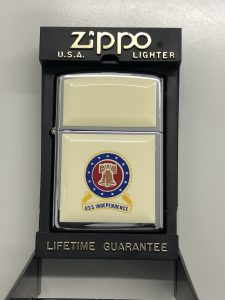 zippo
U.S.A. LIGHTER
USS INDEPENDENCE
LIFETIME GUARANTEE